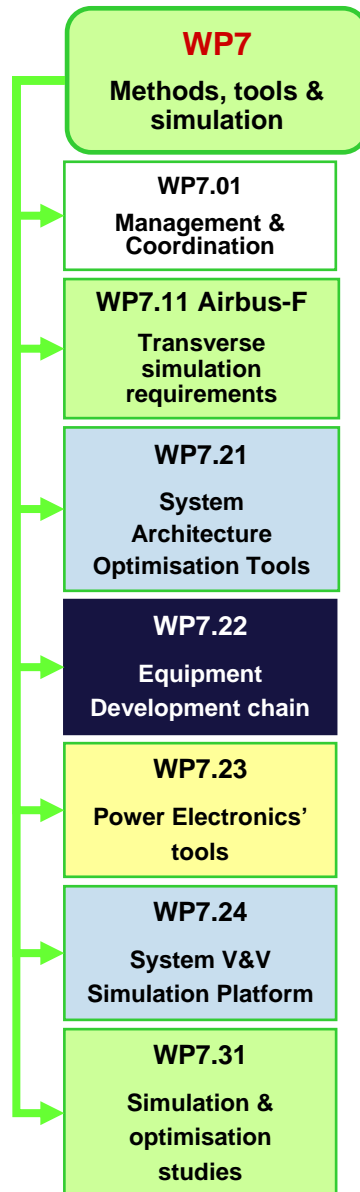 WP7
Methods, tools &
simulation
WP7.01
Management &
Coordination
WP7.11 Airbus-F
Transverse
simulation
requirements
WP7.21
System
Architecture
Optimisation Tools
WP7.22
Equipment
Development chain
WP7.23
Power Electronics’
tools
WP7.24
System V&V
Simulation Platform
WP7.31
Simulation &
optimisation
studies